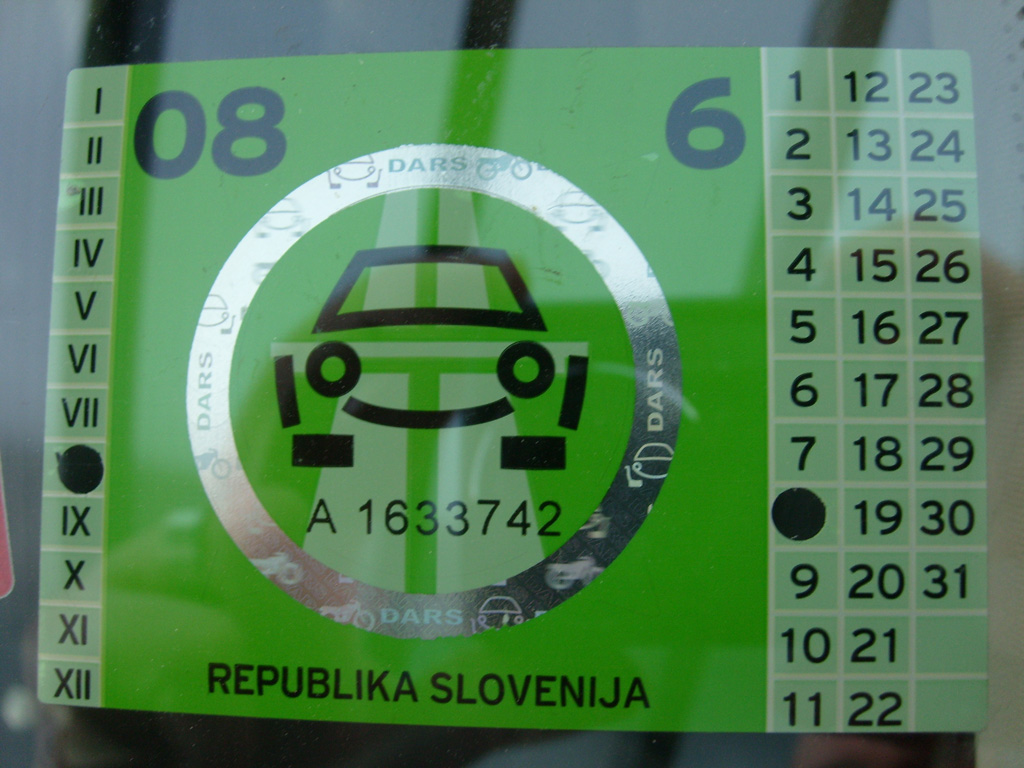 08 6
I
II
III
IV
V
VI
VII
IX
X
XI
XII
DARS
DARS
DARS
DARS
A 1633742
REPUBLIKA SLOVENIJA
1 12 23
2 13 24
3 14 25
4 15 26
5 16 27
6 17 28
7 18 29
19 30
9 20 31
10 21
11 22